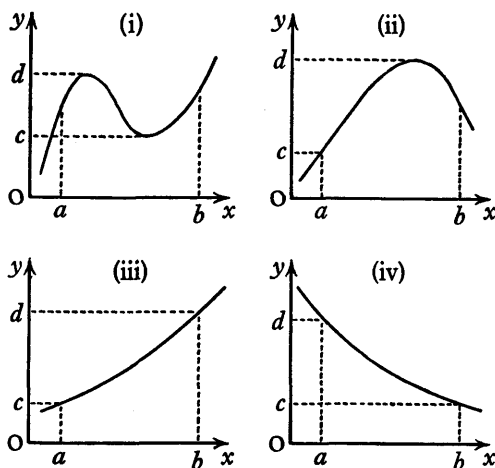 y (i)
d
c
O a b x
y (ii)
d
c
O a b x
y (iii)
d
c
O a b x
y (iv)
d
c
O a b x